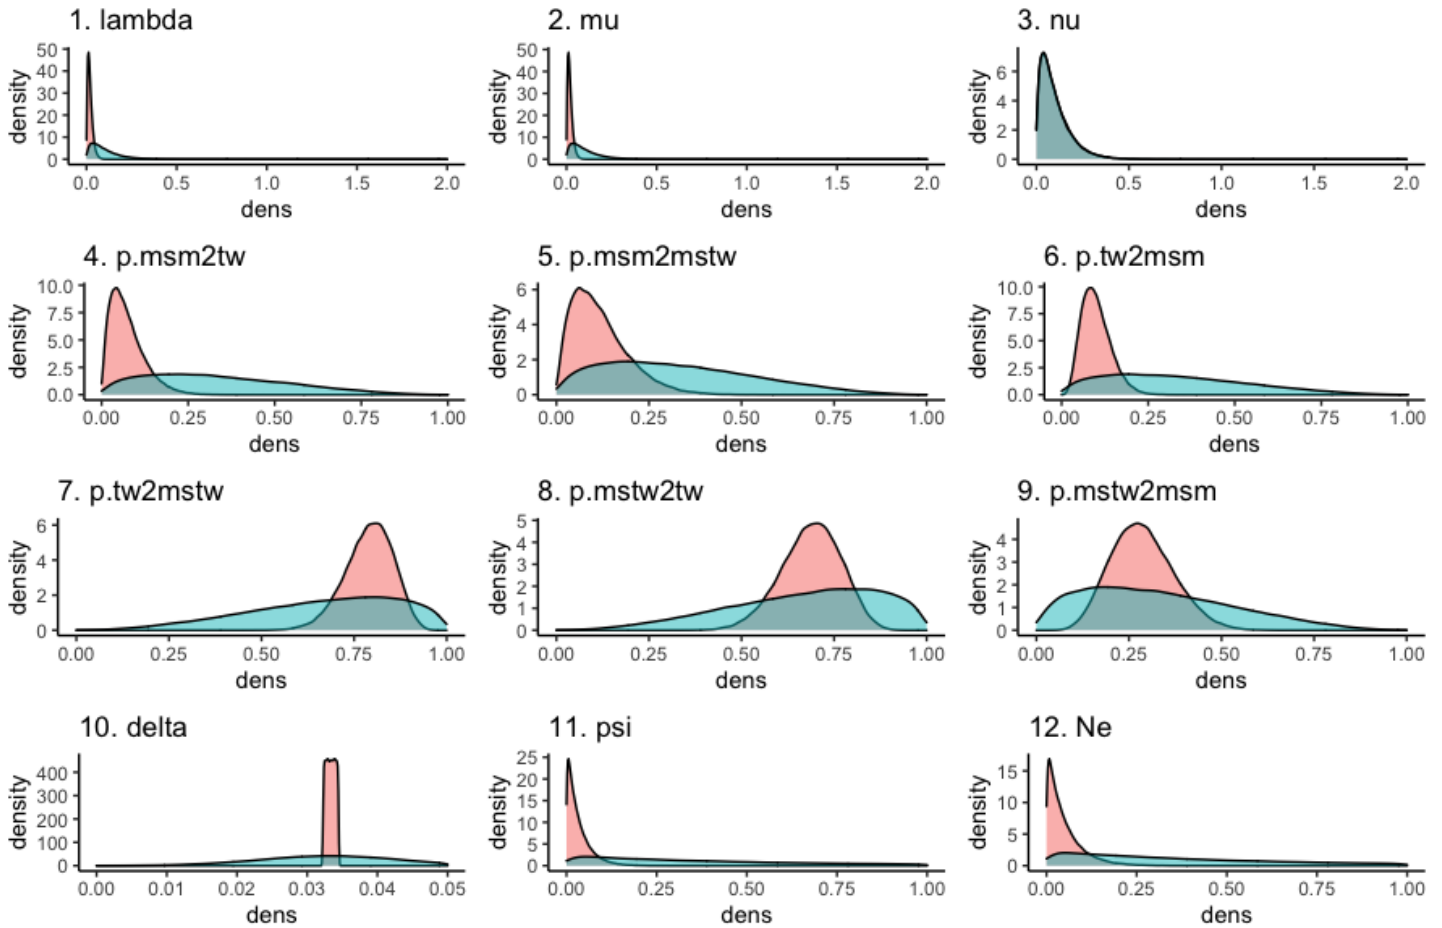 1. lambda
density
50
40
30
20
10
0
0.0 0.5 1.0 1.5 2.0
dens
2. mu
density
50
40
30
20
10
0
0.0 0.5 1.0 1.5 2.0
dens
3. nu
density
6
4
2
0
0.0 0.5 1.0 1.5 2.0
dens
4. p.msm2tw
density
10.0
7.5
5.0
2.5
0.0
0.00 0.25 0.50 0.75 1.00
dens
5. p.msm2mstw
density
6
4
2
0
0.00 0.25 0.50 0.75 1.00
dens
6. p.tw2msm
density
10.0
7.5
5.0
2.5
0.0
0.00 0.25 0.50 0.75 1.00
dens
7. p.tw2mstw
density
6
4
2
0
0.00 0.25 0.50 0.75 1.00
dens
8. p.mstw2tw
density
5
4
3
2
1
0
0.00 0.25 0.50 0.75 1.00
dens
9. p.mstw2msm
density
4
3
2
1
0
0.00 0.25 0.50 0.75 1.00
dens
10. delta
density
400
300
200
100
0
0.00 0.01 0.02 0.03 0.04 0.05
dens
11. psi
density
25
20
15
10
5
0
0.00 0.25 0.50 0.75 1.00
dens
12. Ne
density
15
10
5
0
0.00 0.25 0.50 0.75 1.00
dens